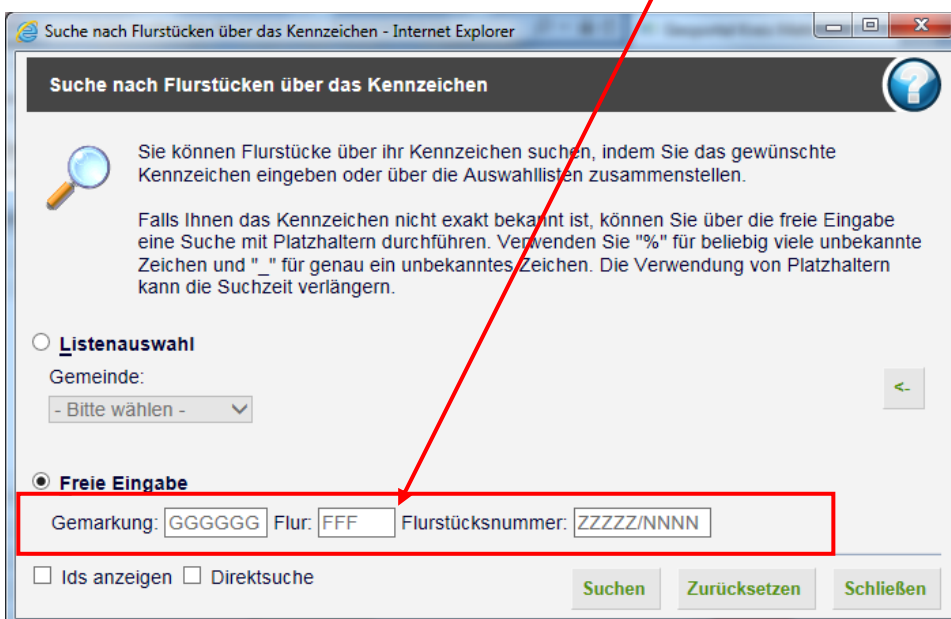 Suche nach Flurstücken über das Kennzeichen - Internet Explorer
Suche nach Flurstücken über das Kennzeichen
Sie können Flurstücke über ihr Kennzeichen suchen, indem Sie das gewünschte
Kennzeichen eingeben oder über die Auswahllisten zusammenstellen.
Falls Ihnen das Kennzeichen nicht exakt bekannt ist, können Sie über die freie Eingabe
eine Suche mit Platzhaltern durchführen. Verwenden Sie "%" für beliebig viele unbekannte
Zeichen und "_" für genau ein unbekanntes Zeichen. Die Verwendung von Platzhaltern
kann die Suchzeit verlängern.
Listenauswahl
Gemeinde:
- Bitte wählen -
<-
Freie Eingabe
Gemarkung: GGGGGG Flur: FFF Flurstücksnummer: ZZZZZ/NNNN
Ids anzeigen Direktsuche
Suchen Zurücksetzen Schließen